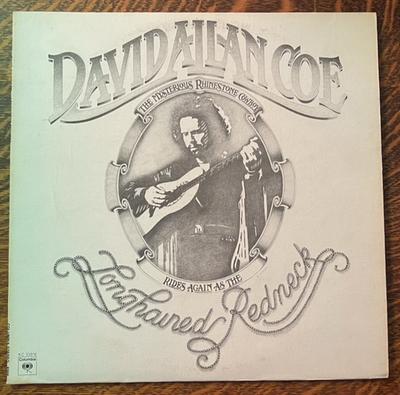 DAVID ALLAN COE
THE MYSTERIOUS RHINESTONE COWBOY
RIDES AGAIN AS THE
Longhaired Redneck
Columbia